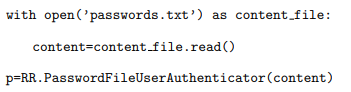 with open('passwords.txt') as content_file:
content=content_file.read()
p=RR.PasswordFileUserAuthenticator(content)